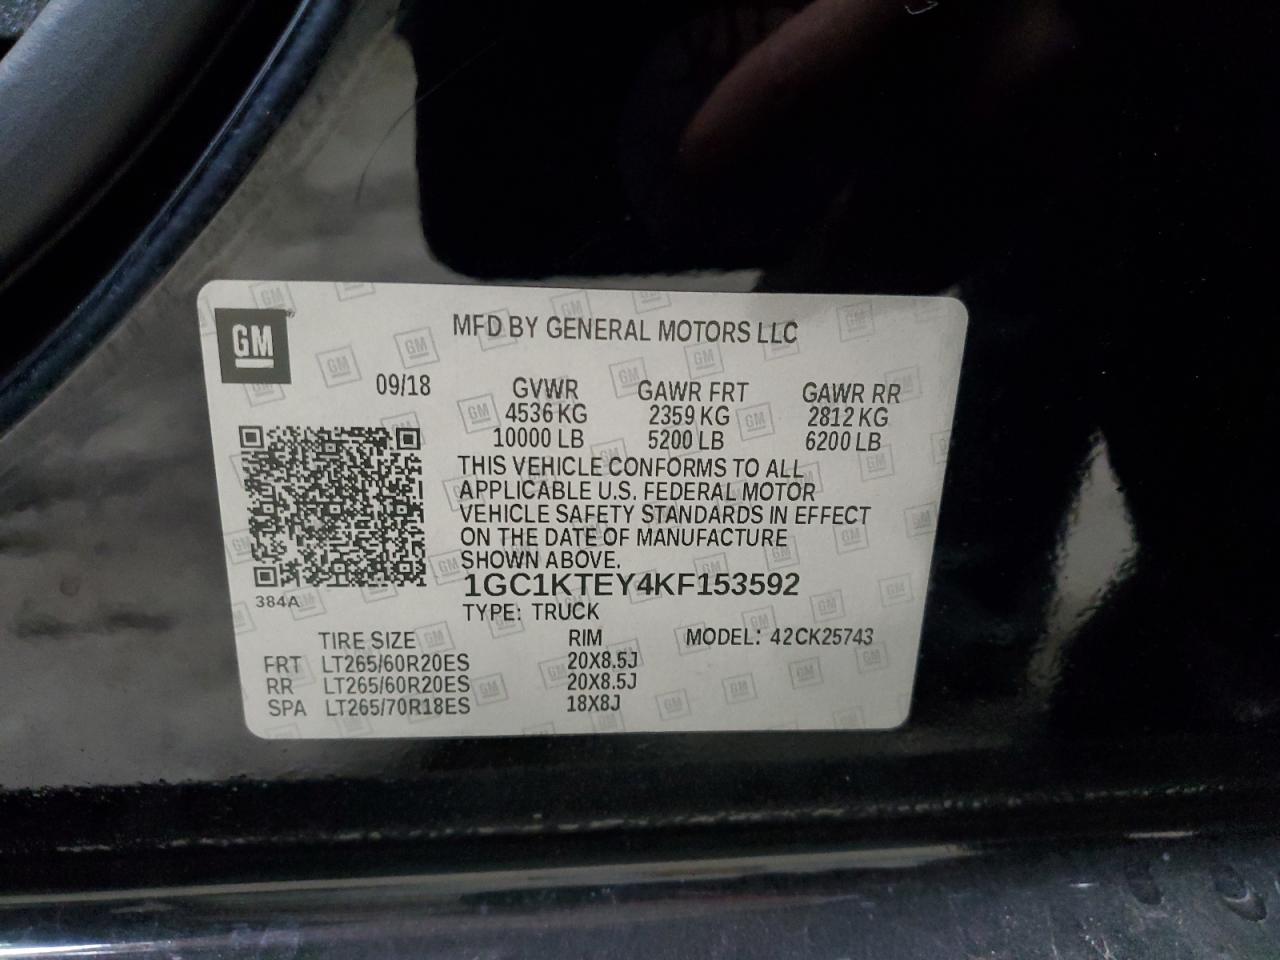 GM
MFD BY GENERAL MOTORS LLC
09/18 GVWR GAWR FRT GAWR RR
4536 KG 2359 KG 2812 KG
10000 LB 5200 LB 6200 LB
THIS VEHICLE CONFORMS TO ALL
APPLICABLE U.S. FEDERAL MOTOR
VEHICLE SAFETY STANDARDS IN EFFECT
ON THE DATE OF MANUFACTURE
SHOWN ABOVE.
384A 1GC1KTEY4KF153592
TYPE: TRUCK
TIRE SIZE RIM MODEL: 42CK25743
FRT LT265/60R20ES 20X8.5J
RR LT265/60R20ES 20X8.5J
SPA LT265/70R18ES 18X8J